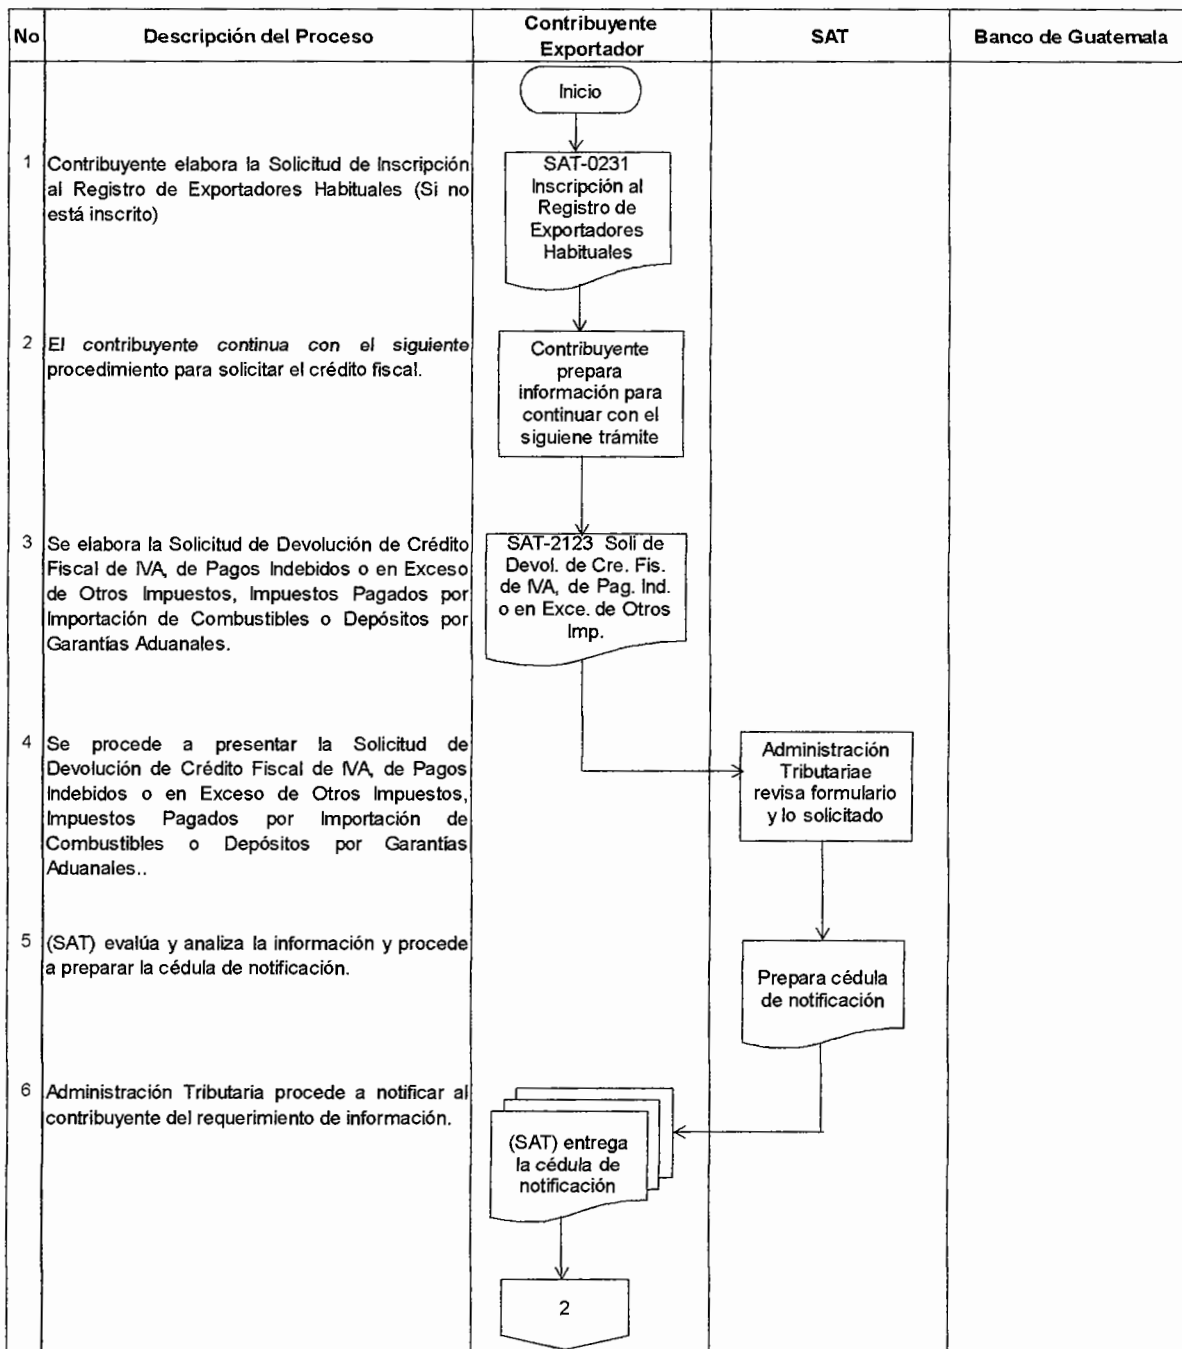 No
Descripción del Proceso
Contribuyente
Exportador
SAT
Banco de Guatemala
Inicio
1
Contribuyente elabora la Solicitud de Inscripción
al Registro de Exportadores Habituales (Si no
está inscrito)
SAT-0231
Inscripción al
Registro de
Exportadores
Habituales
2
El contribuyente continua con el siguiente
procedimiento para solicitar el crédito fiscal.
Contribuyente
prepara
información para
continuar con el
siguiene trámite
3
Se elabora la Solicitud de Devolución de Crédito
Fiscal de IVA, de Pagos Indebidos o en Exceso
de Otros Impuestos, Impuestos Pagados por
Importación de Combustibles o Depósitos por
Garantías Aduanales.
SAT-2123 Soli de
Devol. de Cre. Fis.
de IVA, de Pag. Ind.
o en Exce. de Otros
Imp.
4
Se procede a presentar la Solicitud de
Devolución de Crédito Fiscal de IVA, de Pagos
Indebidos o en Exceso de Otros Impuestos,
Impuestos Pagados por Importación de
Combustibles o Depósitos por Garantías
Aduanales..
Administración
Tributariae
revisa formulario
y lo solicitado
5
(SAT) evalúa y analiza la información y procede
a preparar la cédula de notificación.
Prepara cédula
de notificación
6
Administración Tributaria procede a notificar al
contribuyente del requerimiento de información.
(SAT) entrega
la cédula de
notificación
2